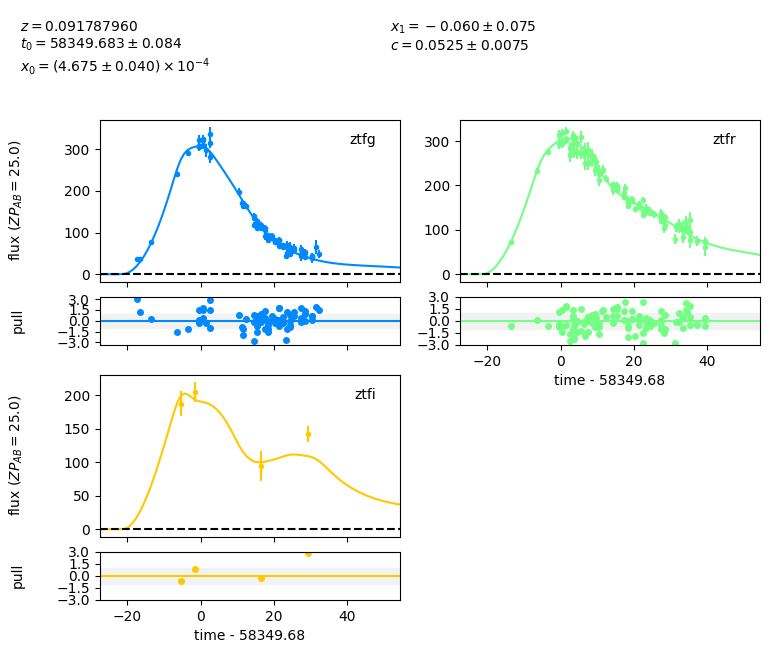 z = 0.091787960
t₀ = 58349.683 ± 0.084
x₀ = (4.675 ± 0.040) × 10⁻⁴
x₁ = −0.060 ± 0.075
c = 0.0525 ± 0.0075
flux (ZP_AB = 25.0)
300
200
100
0
ztfg
pull
3.0
1.5
0.0
−1.5
−3.0
300
200
100
0
ztfr
3.0
1.5
0.0
−1.5
−3.0
−20 0 20 40
time - 58349.68
flux (ZP_AB = 25.0)
200
150
100
50
0
ztfi
pull
3.0
1.5
0.0
−1.5
−3.0
−20 0 20 40
time - 58349.68